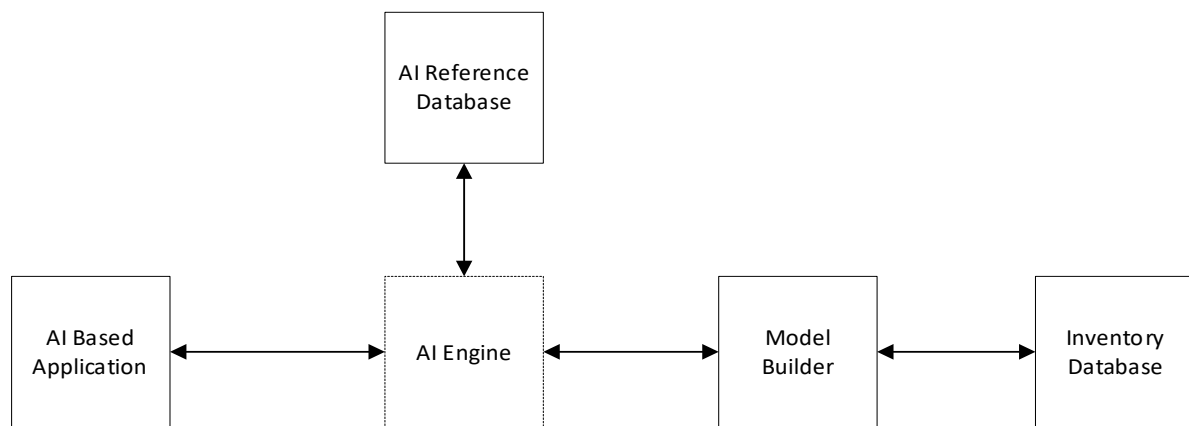 AI Reference
Database
AI Based
Application
AI Engine
Model
Builder
Inventory
Database